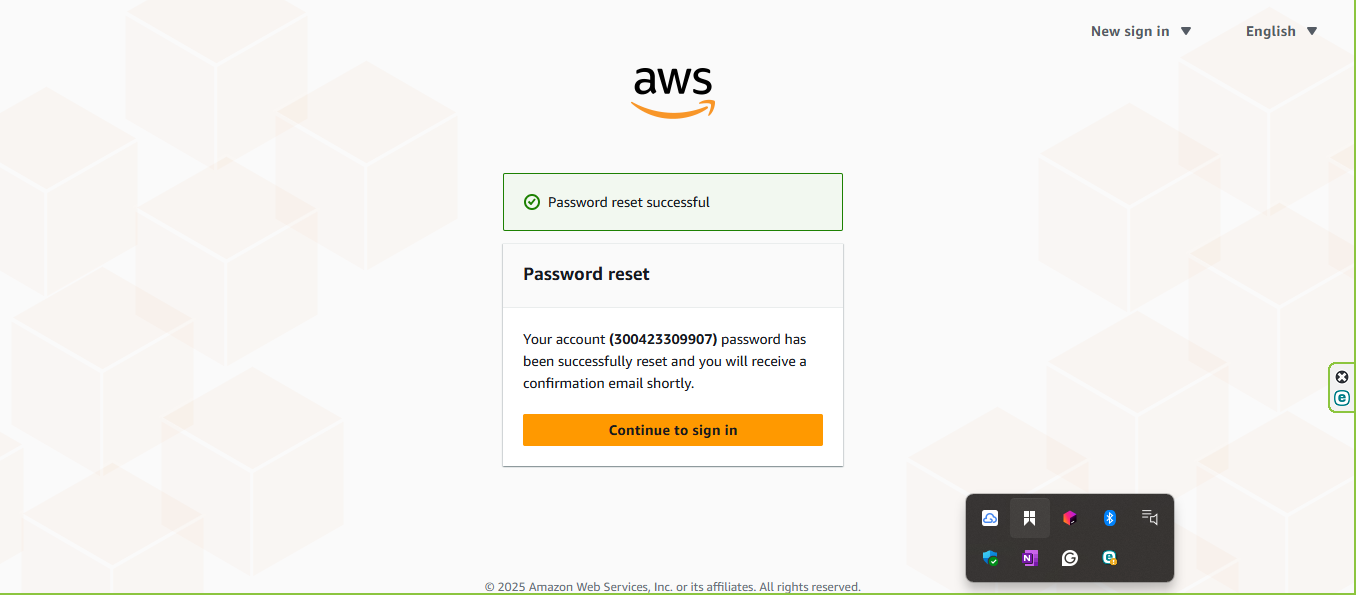 New sign in
English
aws
Password reset successful
Password reset
Your account (300423309907) password has
been successfully reset and you will receive a
confirmation email shortly.
Continue to sign in
© 2025 Amazon Web Services, Inc. or its affiliates. All rights reserved.